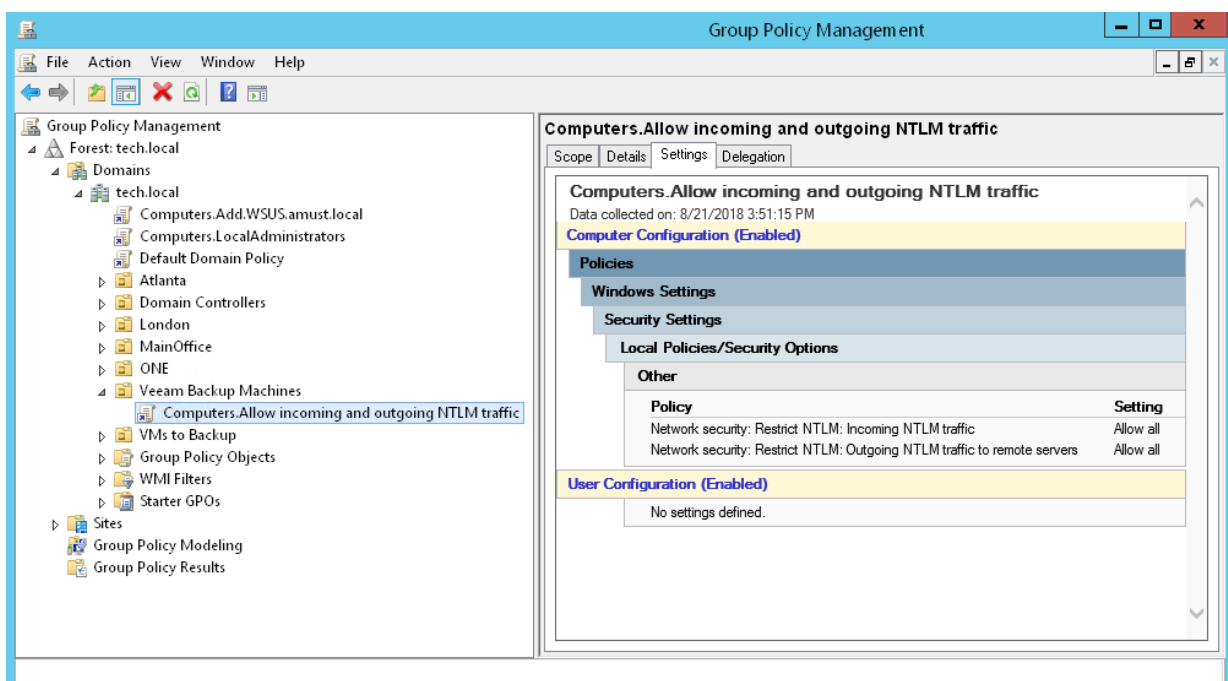 Group Policy Management
File Action View Window Help
Group Policy Management
Forest: tech.local
Domains
tech.local
Computers.Add.WSUS.amust.local
Computers.LocalAdministrators
Default Domain Policy
Atlanta
Domain Controllers
London
MainOffice
ONE
Veeam Backup Machines
Computers.Allow incoming and outgoing NTLM traffic
VMs to Backup
Group Policy Objects
WMI Filters
Starter GPOs
Sites
Group Policy Modeling
Group Policy Results
Computers.Allow incoming and outgoing NTLM traffic
Scope Details Settings Delegation
Computers.Allow incoming and outgoing NTLM traffic
Data collected on: 8/21/2018 3:51:15 PM
Computer Configuration (Enabled)
Policies
Windows Settings
Security Settings
Local Policies/Security Options
Other
Policy Setting
Network security: Restrict NTLM: Incoming NTLM traffic Allow all
Network security: Restrict NTLM: Outgoing NTLM traffic to remote servers Allow all
User Configuration (Enabled)
No settings defined.